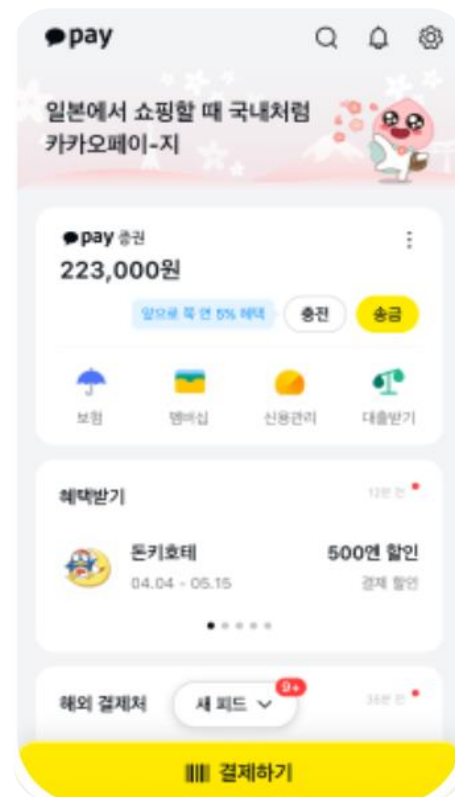 pay
일본에서 쇼핑할 때 국내처럼
카카오페이-지
pay 증권
223,000원
앞으로 쭉 연 5% 혜택 충전 송금
보험 멤버십 신용관리 대출받기
혜택받기
돈키호테 500엔 할인
04.04 - 05.15 결제 할인
해외 결제처 새 피드 9+
결제하기